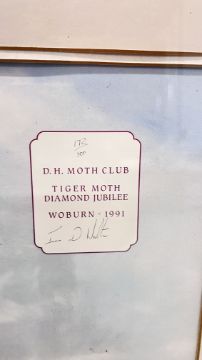 D.H. MOTH CLUB
TIGER MOTH
DIAMOND JUBILEE
WOBURN - 1991